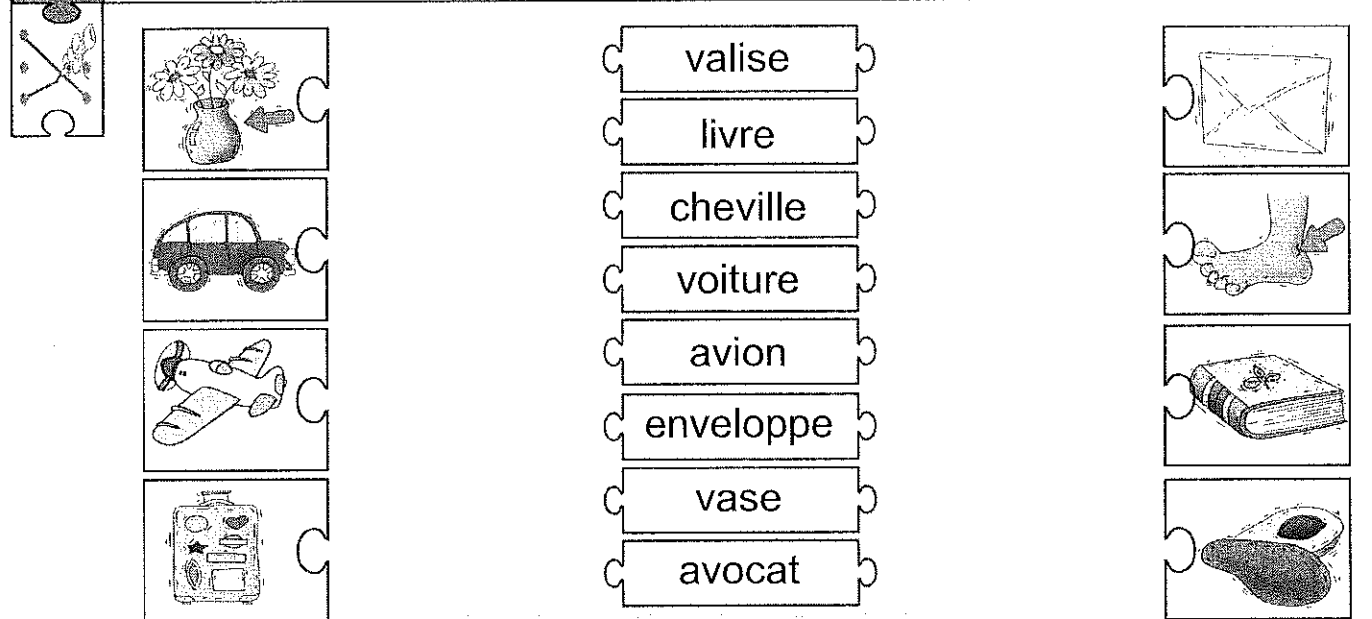 valise
livre
cheville
voiture
avion
enveloppe
vase
avocat